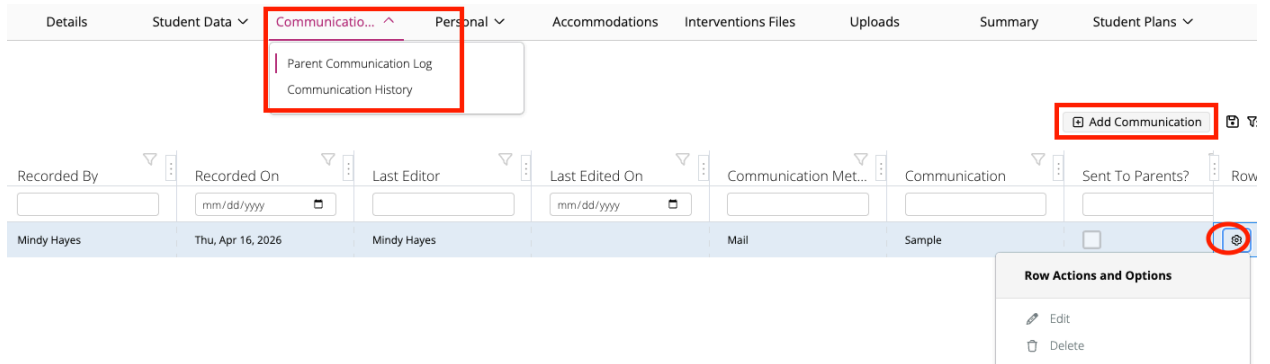 Details Student Data Communicatio... Personal Accommodations Interventions Files Uploads Summary Student Plans
Parent Communication Log
Communication History
Add Communication
Recorded By Recorded On Last Editor Last Edited On Communication Met... Communication Sent To Parents? Row
mm/dd/yyyy mm/dd/yyyy
Mindy Hayes Thu, Apr 16, 2026 Mindy Hayes Mail Sample
Row Actions and Options
Edit
Delete